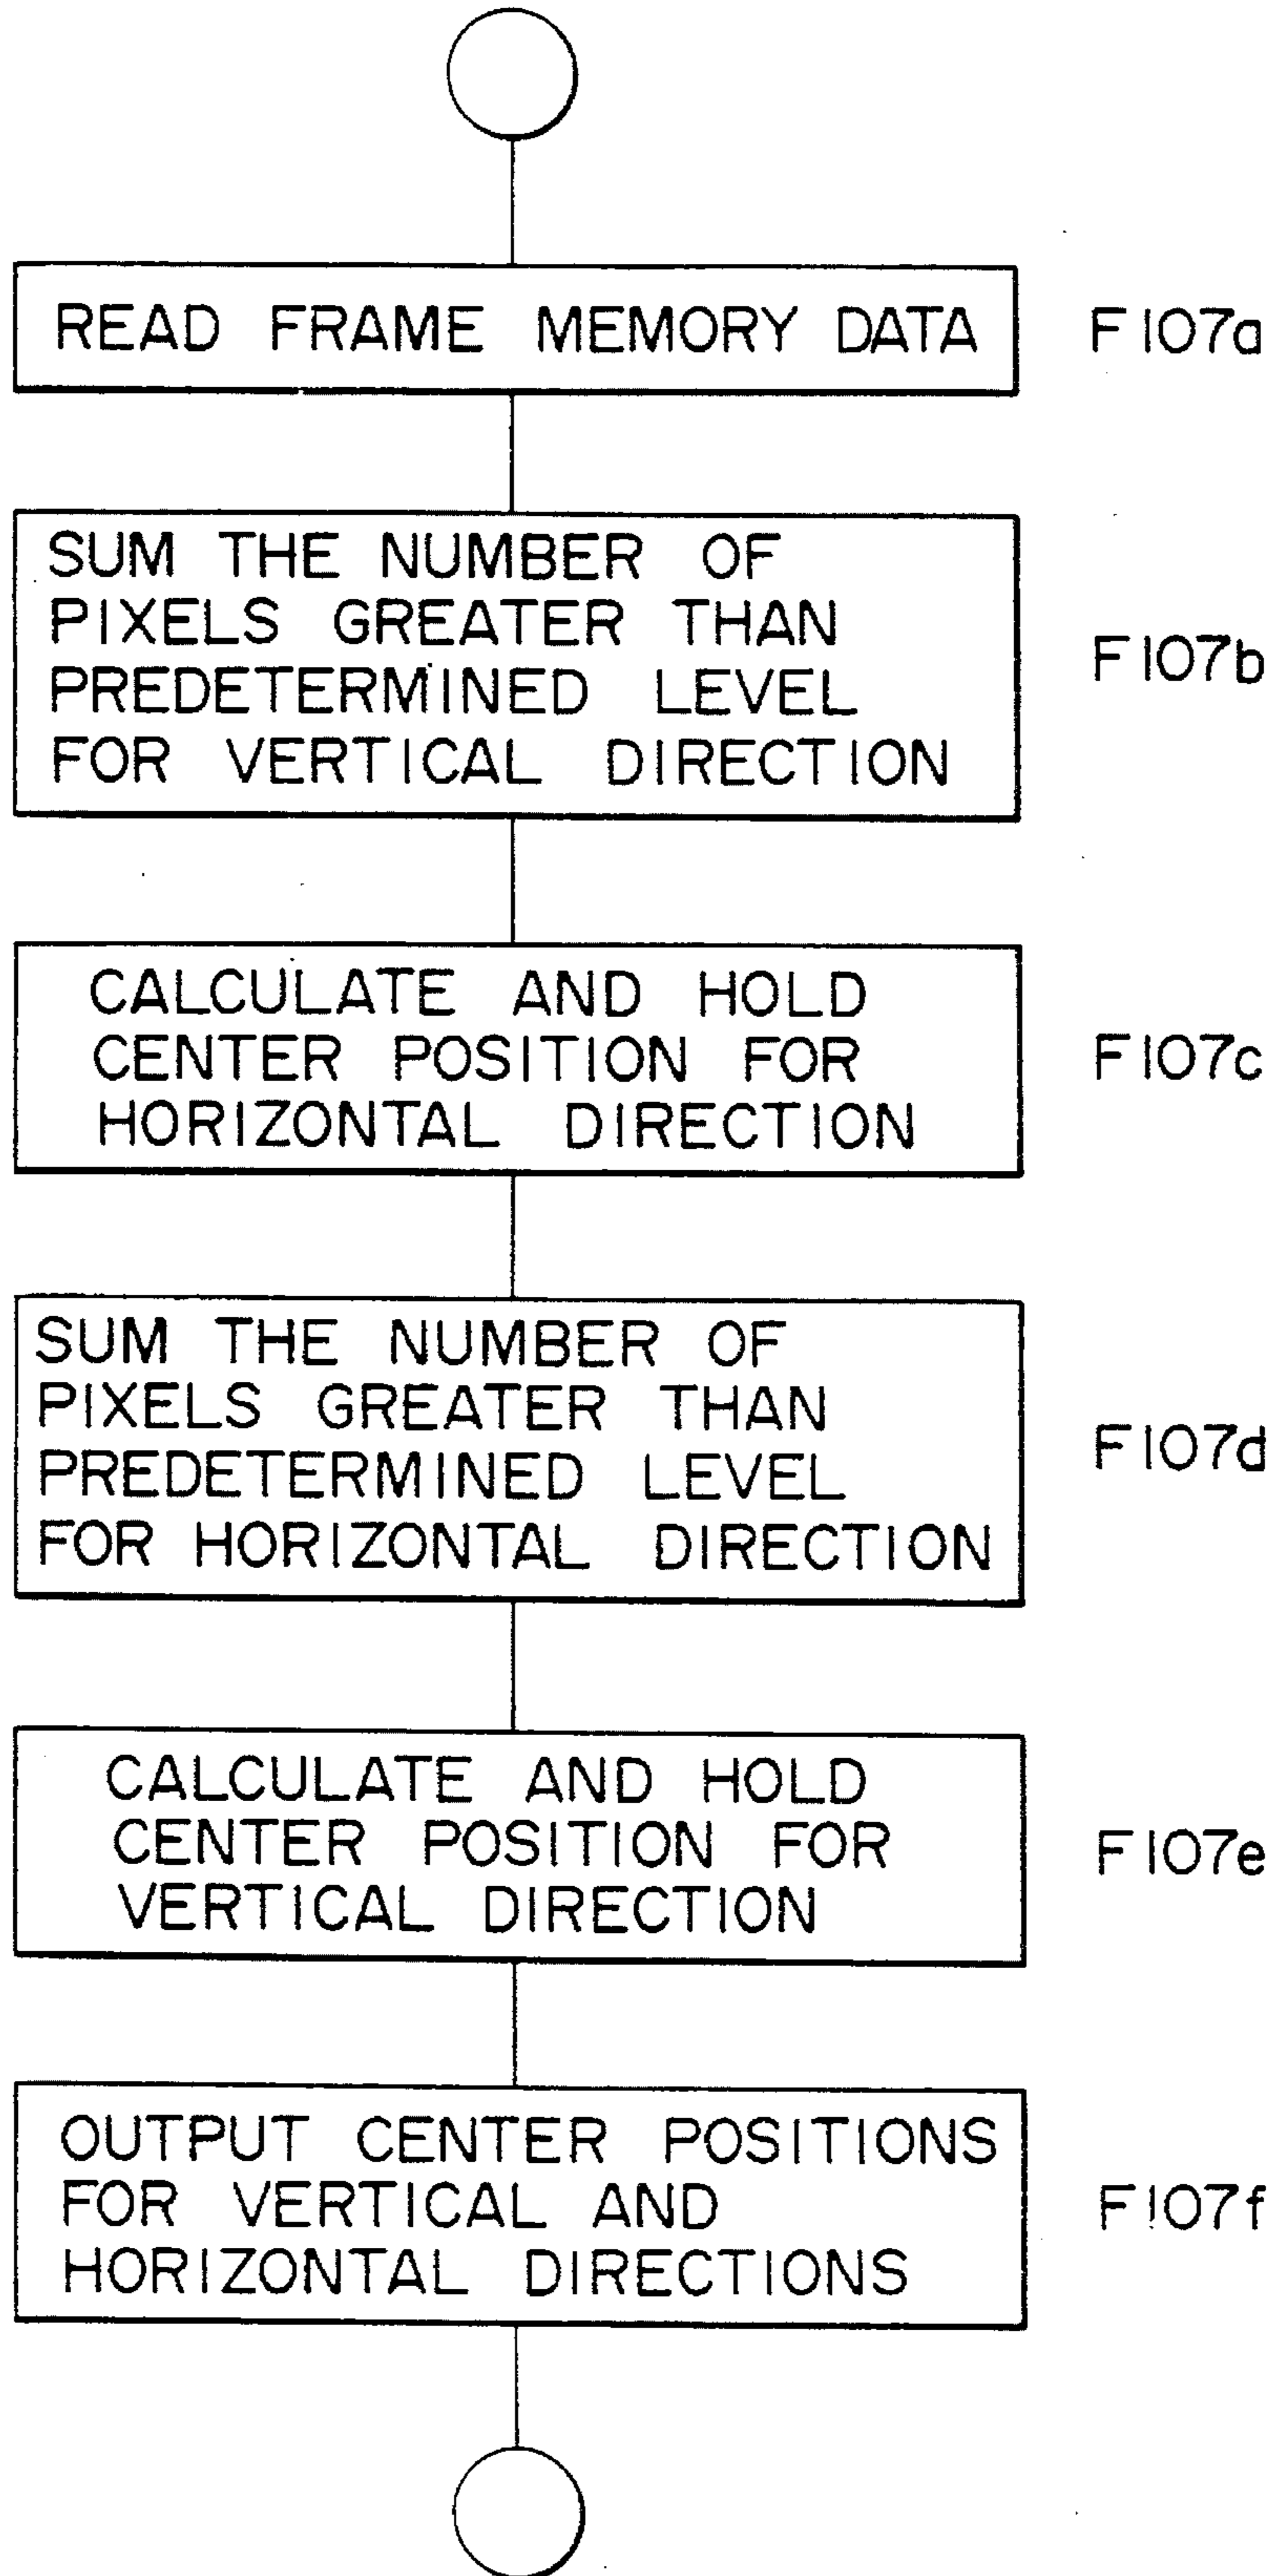 READ FRAME MEMORY DATA
F107a
SUM THE NUMBER OF
PIXELS GREATER THAN
PREDETERMINED LEVEL
FOR VERTICAL DIRECTION
F107b
CALCULATE AND HOLD
CENTER POSITION FOR
HORIZONTAL DIRECTION
F107c
SUM THE NUMBER OF
PIXELS GREATER THAN
PREDETERMINED LEVEL
FOR HORIZONTAL DIRECTION
F107d
CALCULATE AND HOLD
CENTER POSITION FOR
VERTICAL DIRECTION
F107e
OUTPUT CENTER POSITIONS
FOR VERTICAL AND
HORIZONTAL DIRECTIONS
F107f